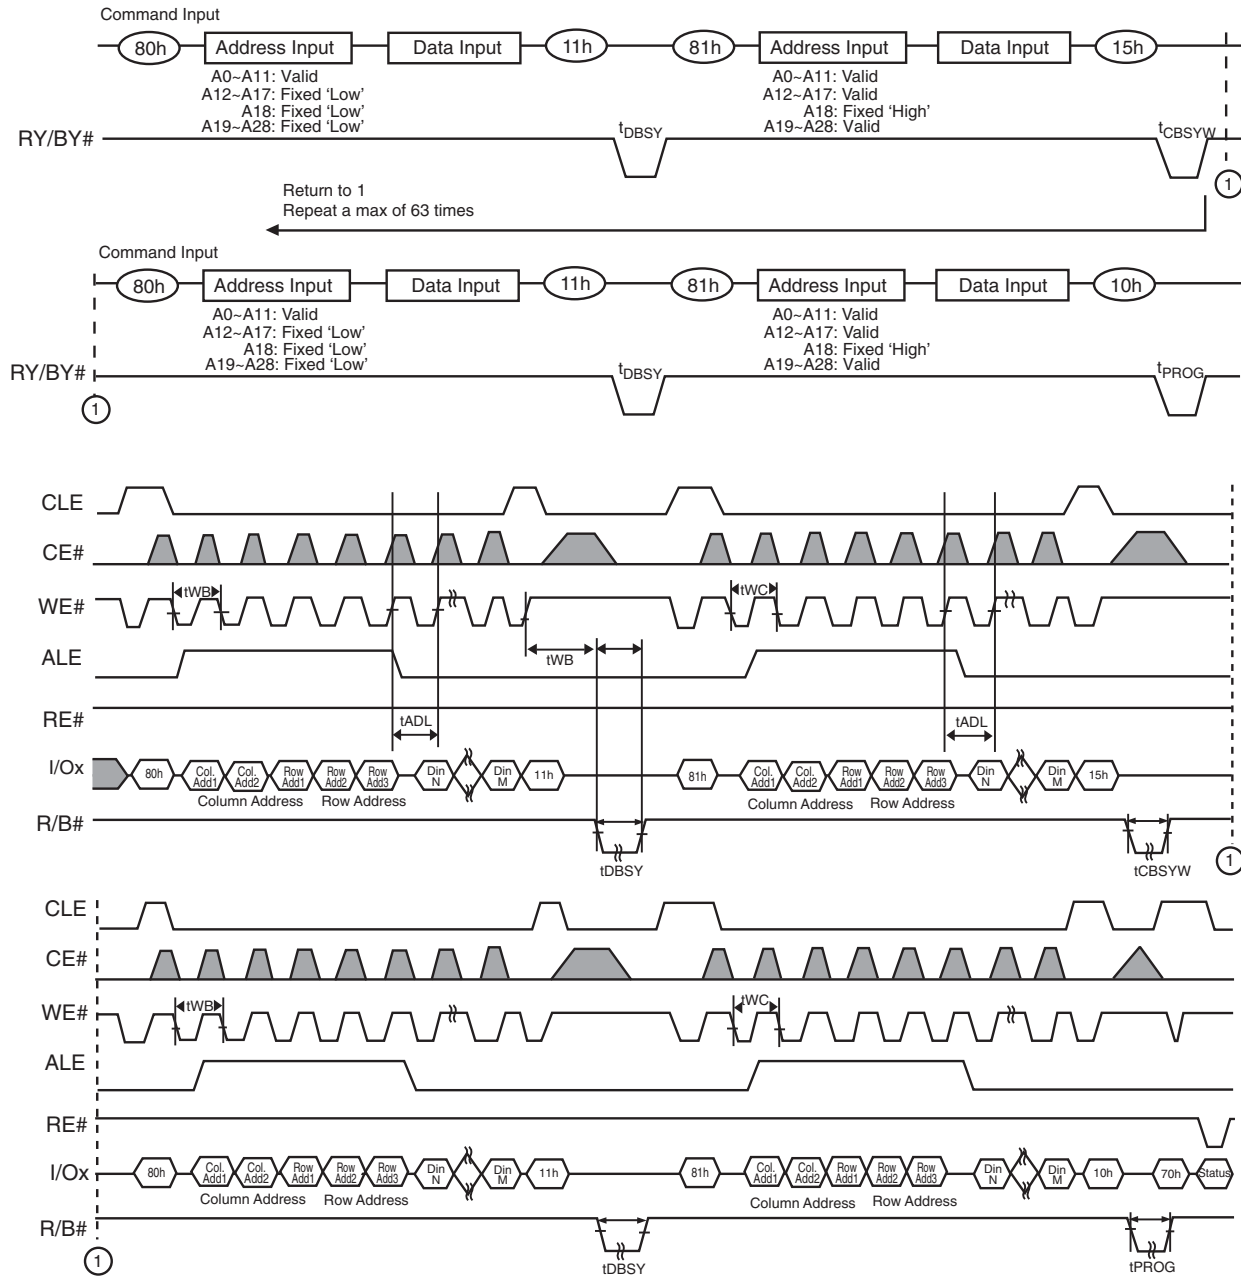 Command Input
80h Address Input Data Input 11h 81h Address Input Data Input 15h
A0~A11: Valid A0~A11: Valid
A12~A17: Fixed ‘Low’ A12~A17: Valid
A18: Fixed ‘Low’ A18: Fixed ‘High’
A19~A28: Fixed ‘Low’ A19~A28: Valid
RY/BY# tDBSY tCBSYW
1
Return to 1
Repeat a max of 63 times
Command Input
80h Address Input Data Input 11h 81h Address Input Data Input 10h
A0~A11: Valid A0~A11: Valid
A12~A17: Fixed ‘Low’ A12~A17: Valid
A18: Fixed ‘Low’ A18: Fixed ‘High’
A19~A28: Fixed ‘Low’ A19~A28: Valid
RY/BY# tDBSY tPROG
1
CLE
CE#
WE# tWB tWC
ALE tWB
RE#
tADL tADL
I/Ox 80h Col. Add1 Col. Add2 Row Add1 Row Add2 Row Add3 Din N Din M 11h 81h Col. Add1 Col. Add2 Row Add1 Row Add2 Row Add3 Din N Din M 15h
Column Address Row Address Column Address Row Address
R/B#
tDBSY tCBSYW 1
CLE
CE#
WE# tWB tWC
ALE
RE#
I/Ox 80h Col. Add1 Col. Add2 Row Add1 Row Add2 Row Add3 Din N Din M 11h 81h Col. Add1 Col. Add2 Row Add1 Row Add2 Row Add3 Din N Din M 10h 70h Status
Column Address Row Address Column Address Row Address
R/B#
1 tDBSY tPROG